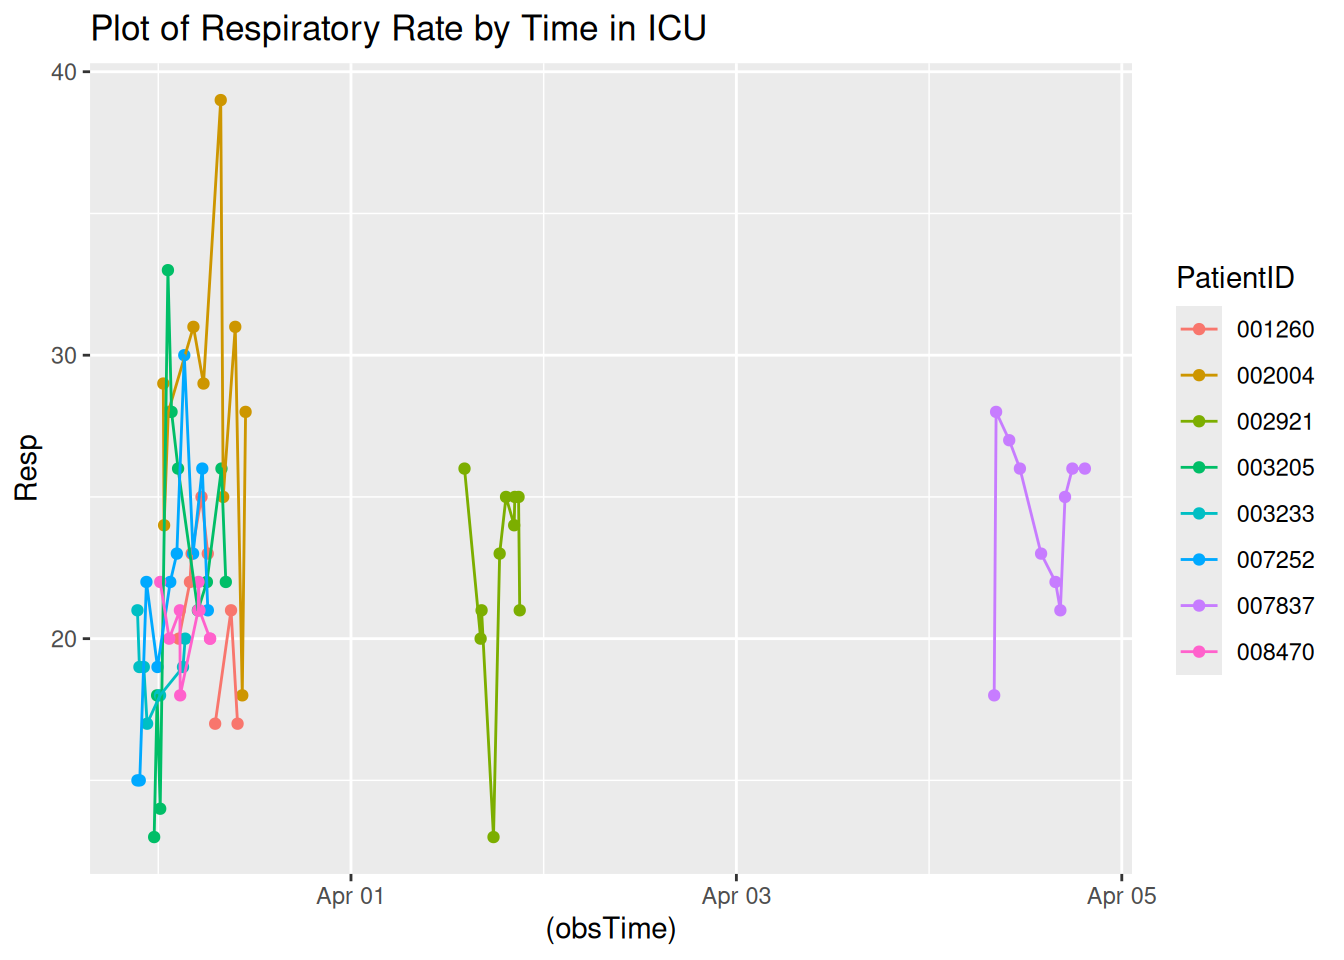 Plot of Respiratory Rate by Time in ICU
40
30
20
Resp
Apr 01
Apr 03
Apr 05
(obsTime)
PatientID
001260
002004
002921
003205
003233
007252
007837
008470